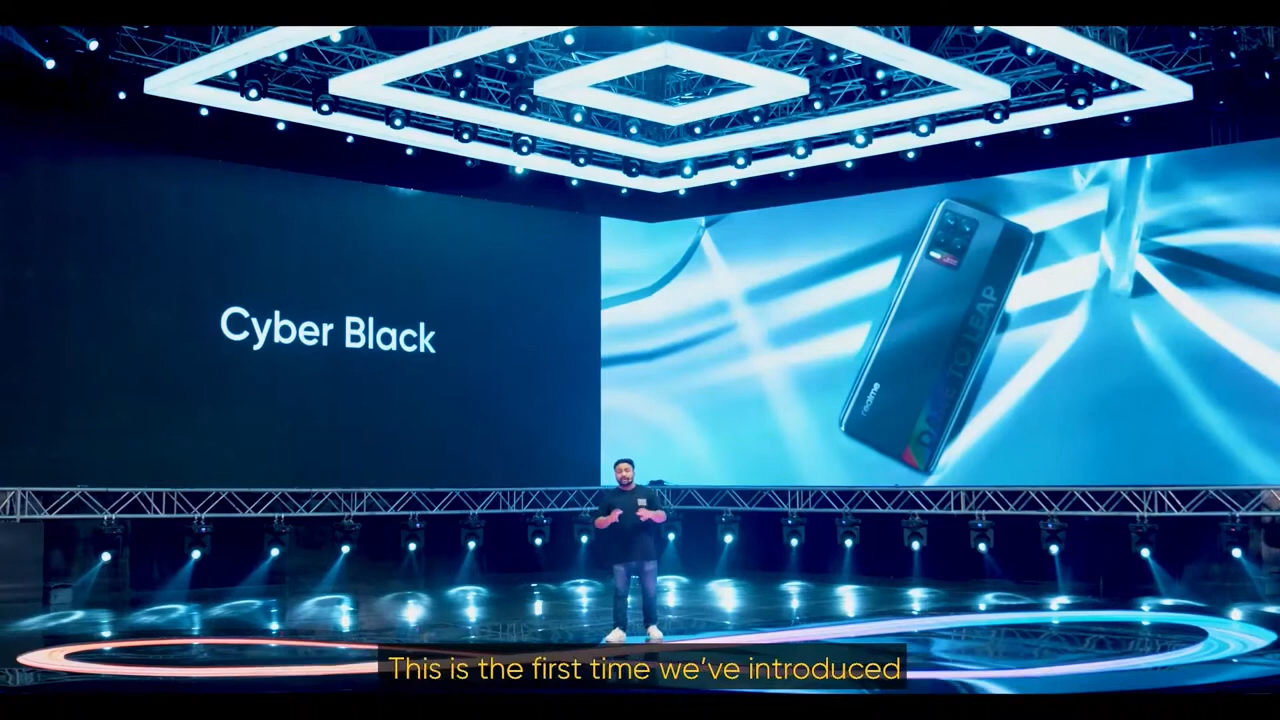 Cyber Black
realme
DARE TO LEAP
This is the first time we've introduced